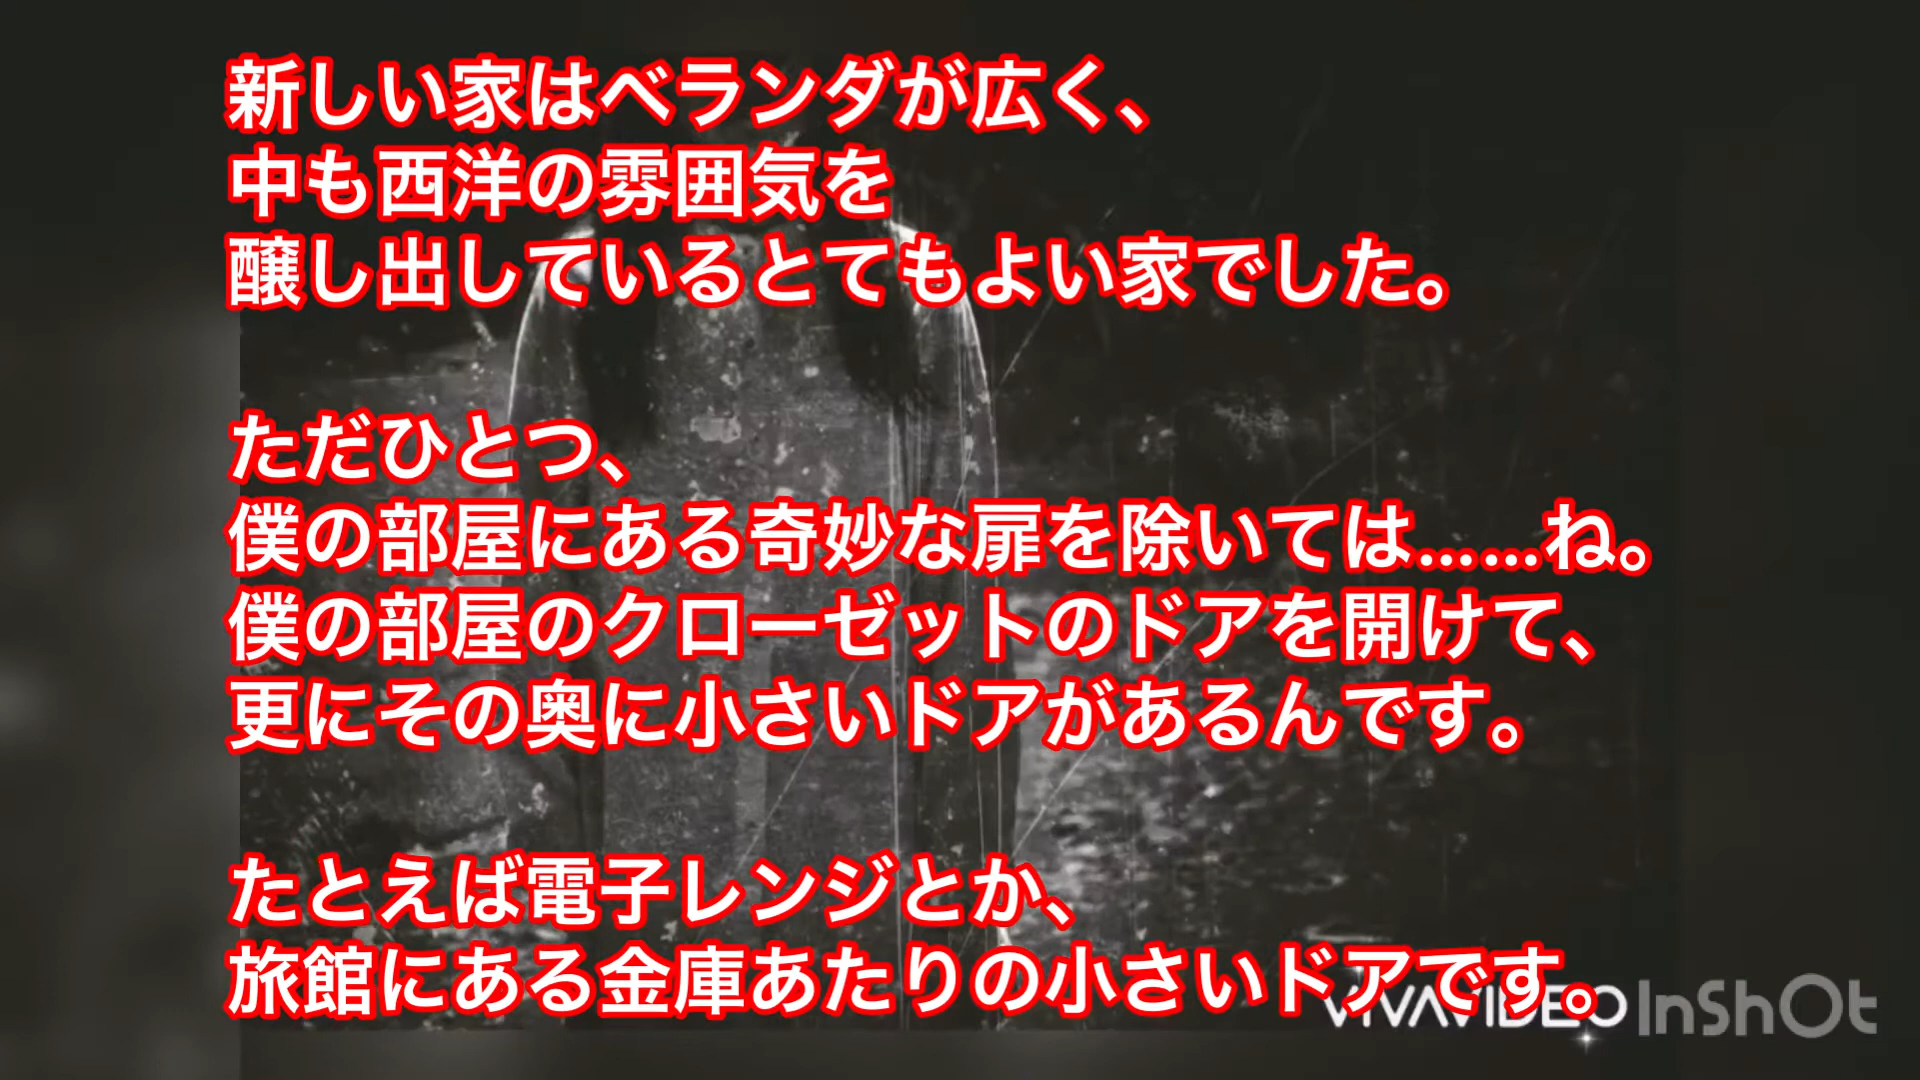 新しい家はベランダが広く、
中も西洋の雰囲気を
醸し出しているとてもよい家でした。
ただひとつ、
僕の部屋にある奇妙な扉を除いては……ね。
僕の部屋のクローゼットのドアを開けて、
更にその奥に小さいドアがあるんです。
たとえば電子レンジとか、
旅館にある金庫あたりの小さいドアです。
VIVAVIDEO InShOt